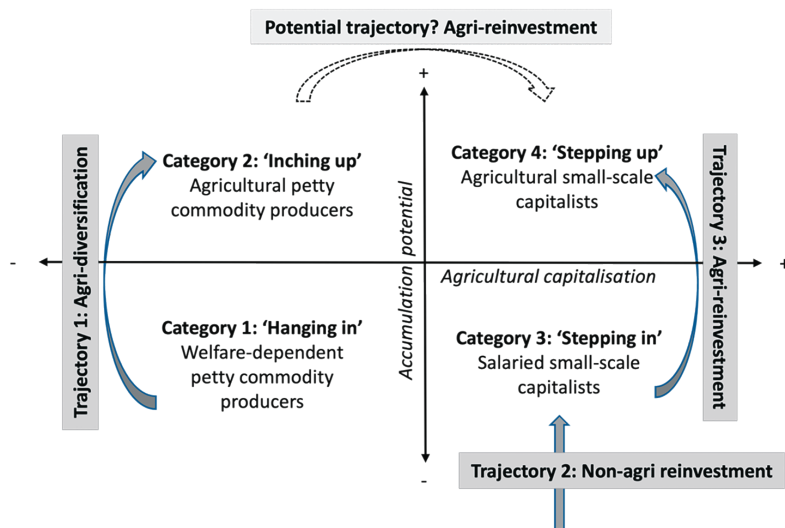 Potential trajectory? Agri-reinvestment
+
Category 2: ‘Inching up’
Agricultural petty
commodity producers
Category 4: ‘Stepping up’
Agricultural small-scale
capitalists
Trajectory 1: Agri-diversification
Trajectory 3: Agri-reinvestment
-
+
Agricultural capitalisation
Accumulation potential
Category 1: ‘Hanging in’
Welfare-dependent
petty commodity
producers
Category 3: ‘Stepping in’
Salaried small-scale
capitalists
-
Trajectory 2: Non-agri reinvestment